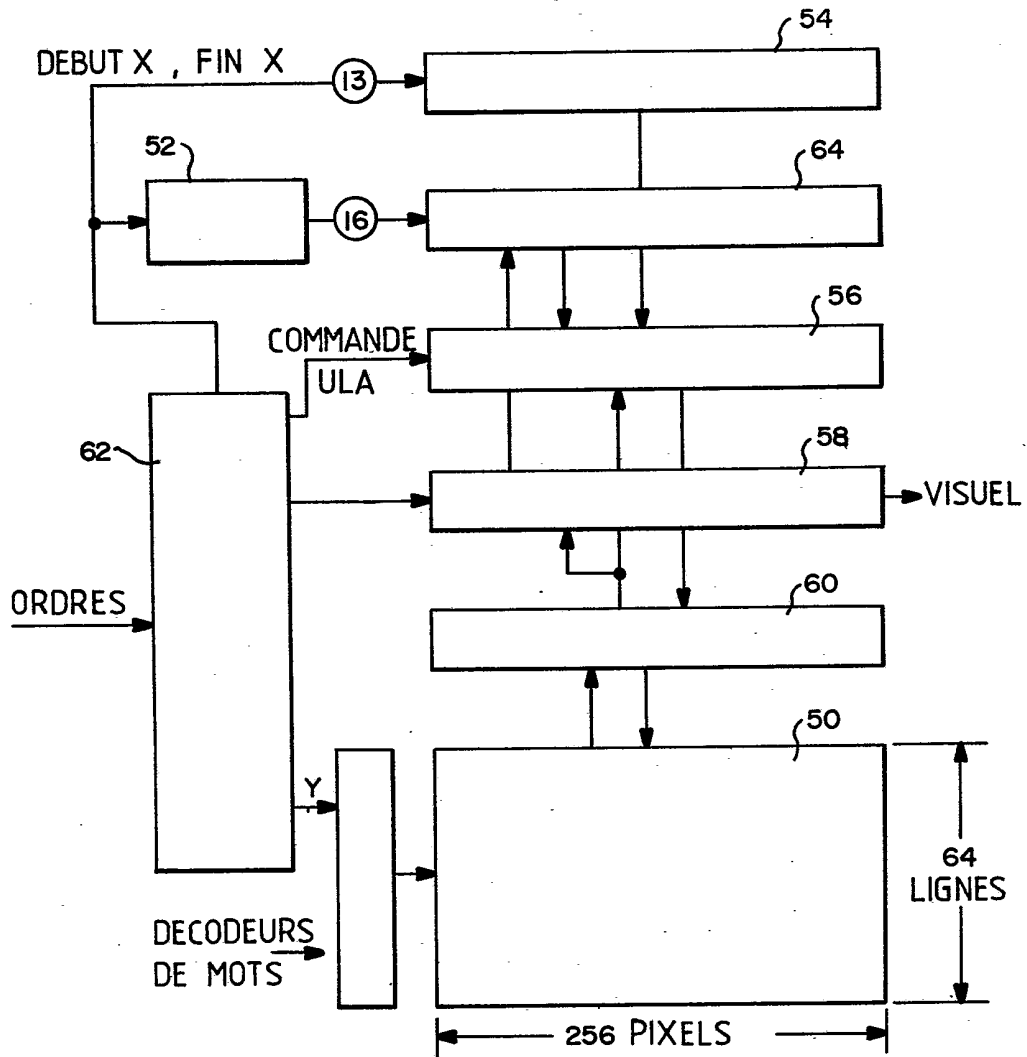 54
DEBUT X , FIN X
13
52
64
16
56
COMMANDE
ULA
62
58
VISUEL
ORDRES
60
50
Y
64
LIGNES
DECODEURS
DE MOTS
256 PIXELS